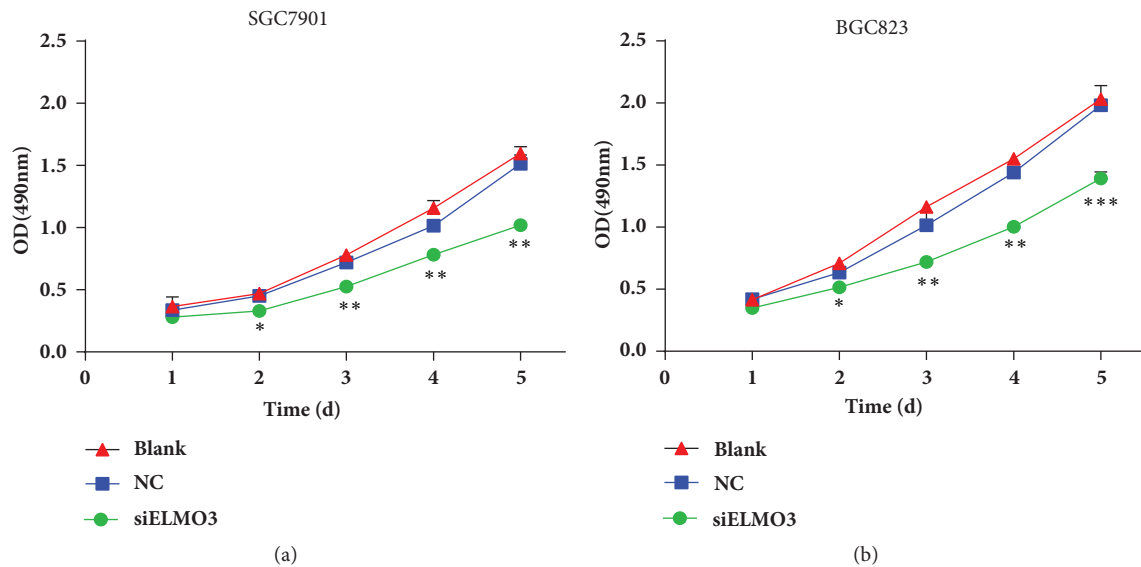 SGC7901
2.5
2.0
1.5
1.0
0.5
0.0
OD(490nm)
* ** ** **
0 1 2 3 4 5
Time (d)
Blank
NC
siELMO3
(a)
BGC823
2.5
2.0
1.5
1.0
0.5
0.0
OD(490nm)
* ** ** ***
0 1 2 3 4 5
Time (d)
Blank
NC
siELMO3
(b)